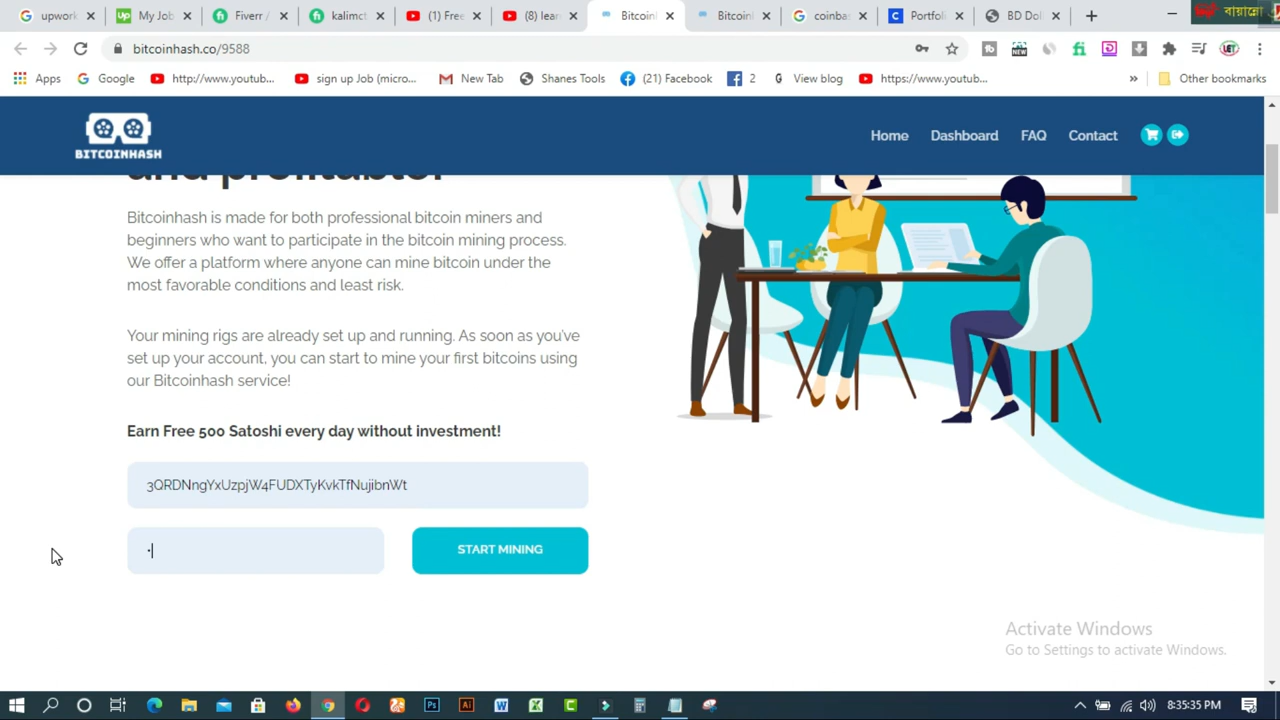 upwork
My Job
Fiverr /
kalimct
(1) Free
(8)
Bitcoin
Bitcoin
coinbas
Portfoli
BD Dol
বায়ান্নো
bitcoinhash.co/9588
NEW
LET
Apps
Google
http://www.youtub...
sign up Job (micro...
New Tab
Shanes Tools
(21) Facebook
2
View blog
https://www.youtub...
»
Other bookmarks
BITCOINHASH
Home
Dashboard
FAQ
Contact
and profitable!
Bitcoinhash is made for both professional bitcoin miners and
beginners who want to participate in the bitcoin mining process.
We offer a platform where anyone can mine bitcoin under the
most favorable conditions and least risk.
Your mining rigs are already set up and running. As soon as you've
set up your account, you can start to mine your first bitcoins using
our Bitcoinhash service!
Earn Free 500 Satoshi every day without investment!
3QRDNngYxUzpjW4FUDXTyKvkTfNujibnWt
START MINING
Activate Windows
Go to Settings to activate Windows.
8:35:35 PM